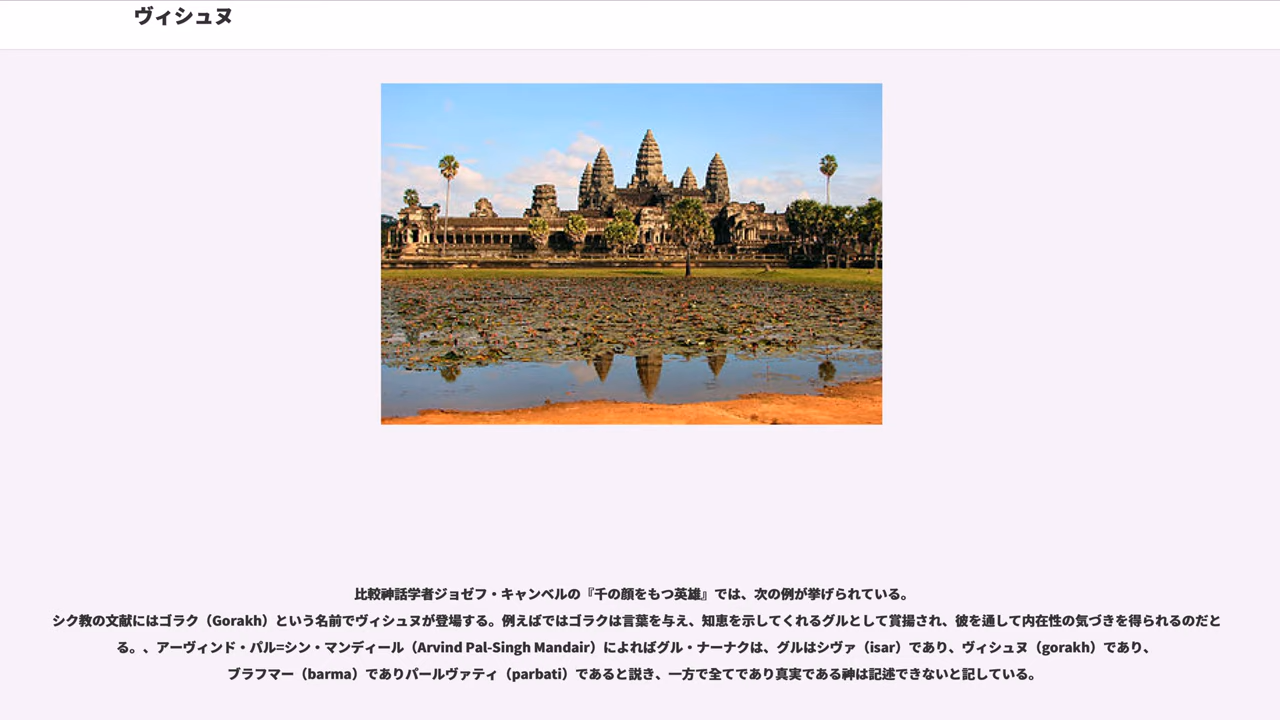 ヴィシュヌ
比較神話学者ジョゼフ・キャンベルの『千の顔をもつ英雄』では、次の例が挙げられている。
シク教の文献にはゴラク（Gorakh）という名前でヴィシュヌが登場する。例えばではゴラクは言葉を与え、知恵を示してくれるグルとして賞揚され、彼を通して内在性の気づきを得られるのだと
る。、アーヴィンド・パル=シン・マンディール（Arvind Pal-Singh Mandair）によればグル・ナーナクは、グルはシヴァ（isar）であり、ヴィシュヌ（gorakh）であり、
ブラフマー（barma）でありパールヴァティ（parbati）であると説き、一方で全てであり真実である神は記述できないと記している。